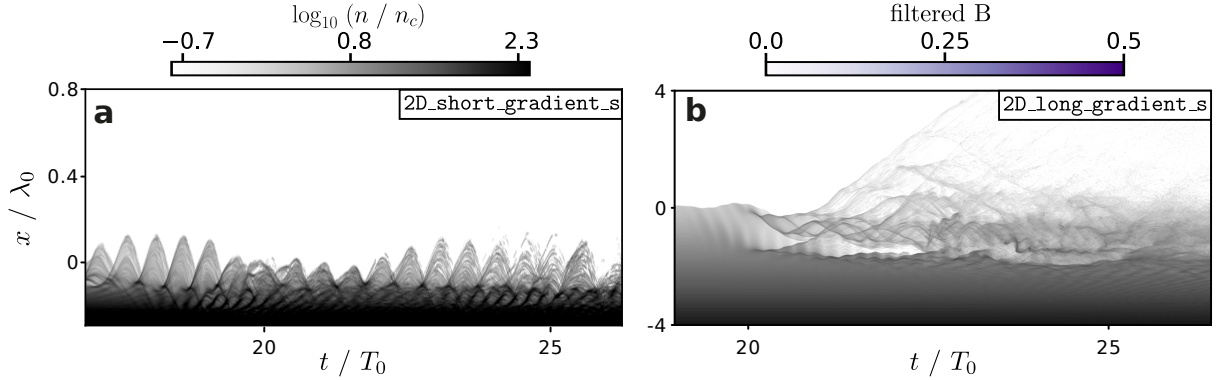 log₁₀ (n / n_c)
−0.7 0.8 2.3
filtered B
0.0 0.25 0.5
a
2D_short_gradient_s
0.8
0.4
0
x / λ₀
20 25
t / T₀
b
2D_long_gradient_s
4
0
-4
20 25
t / T₀